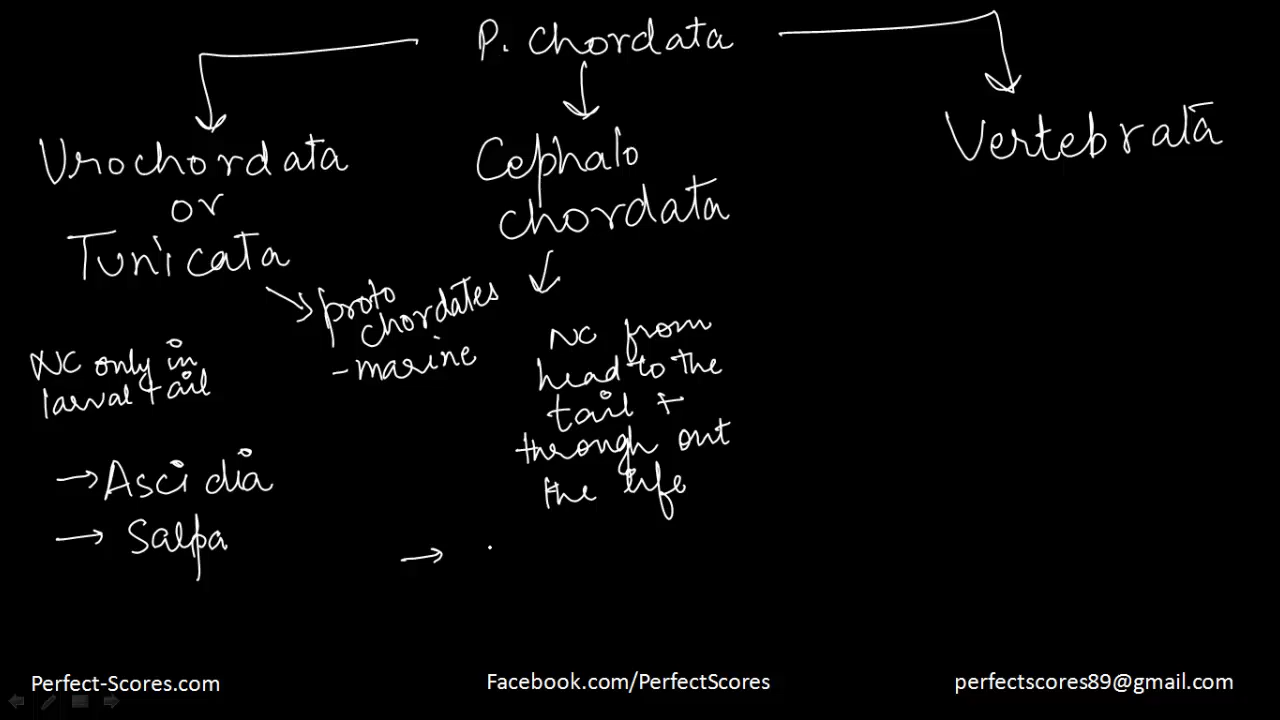 P. Chordata
Urochordata
or
Tunicata
Cephalo
chordata
Vertebrata
proto
chordates
- marine
NC only in
larval tail
→ Ascidia
→ Salpa
NC from
head to the
tail +
through out
the life
→
Perfect-Scores.com
Facebook.com/PerfectScores
perfectscores89@gmail.com